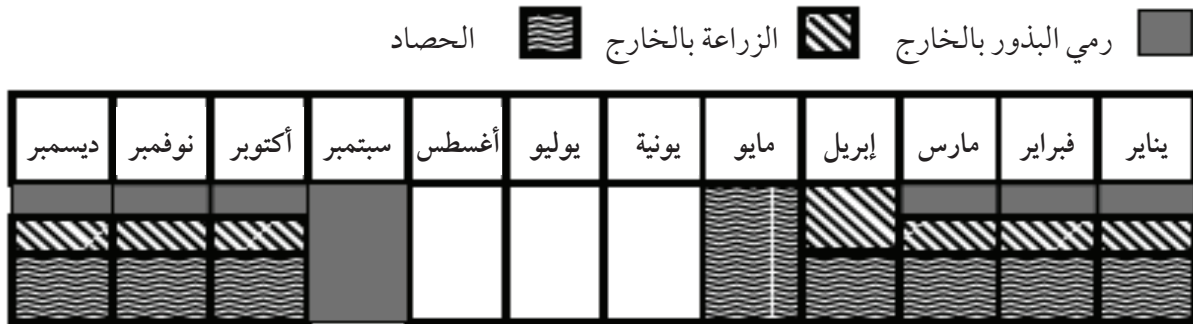 رمي البذور بالخارج الزراعة بالخارج الحصاد
يناير فبراير مارس إبريل مايو يونية يوليو أغسطس سبتمبر أكتوبر نوفمبر ديسمبر